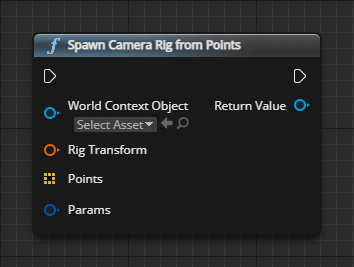 f Spawn Camera Rig from Points
World Context Object Return Value
Select Asset
Rig Transform
Points
Params